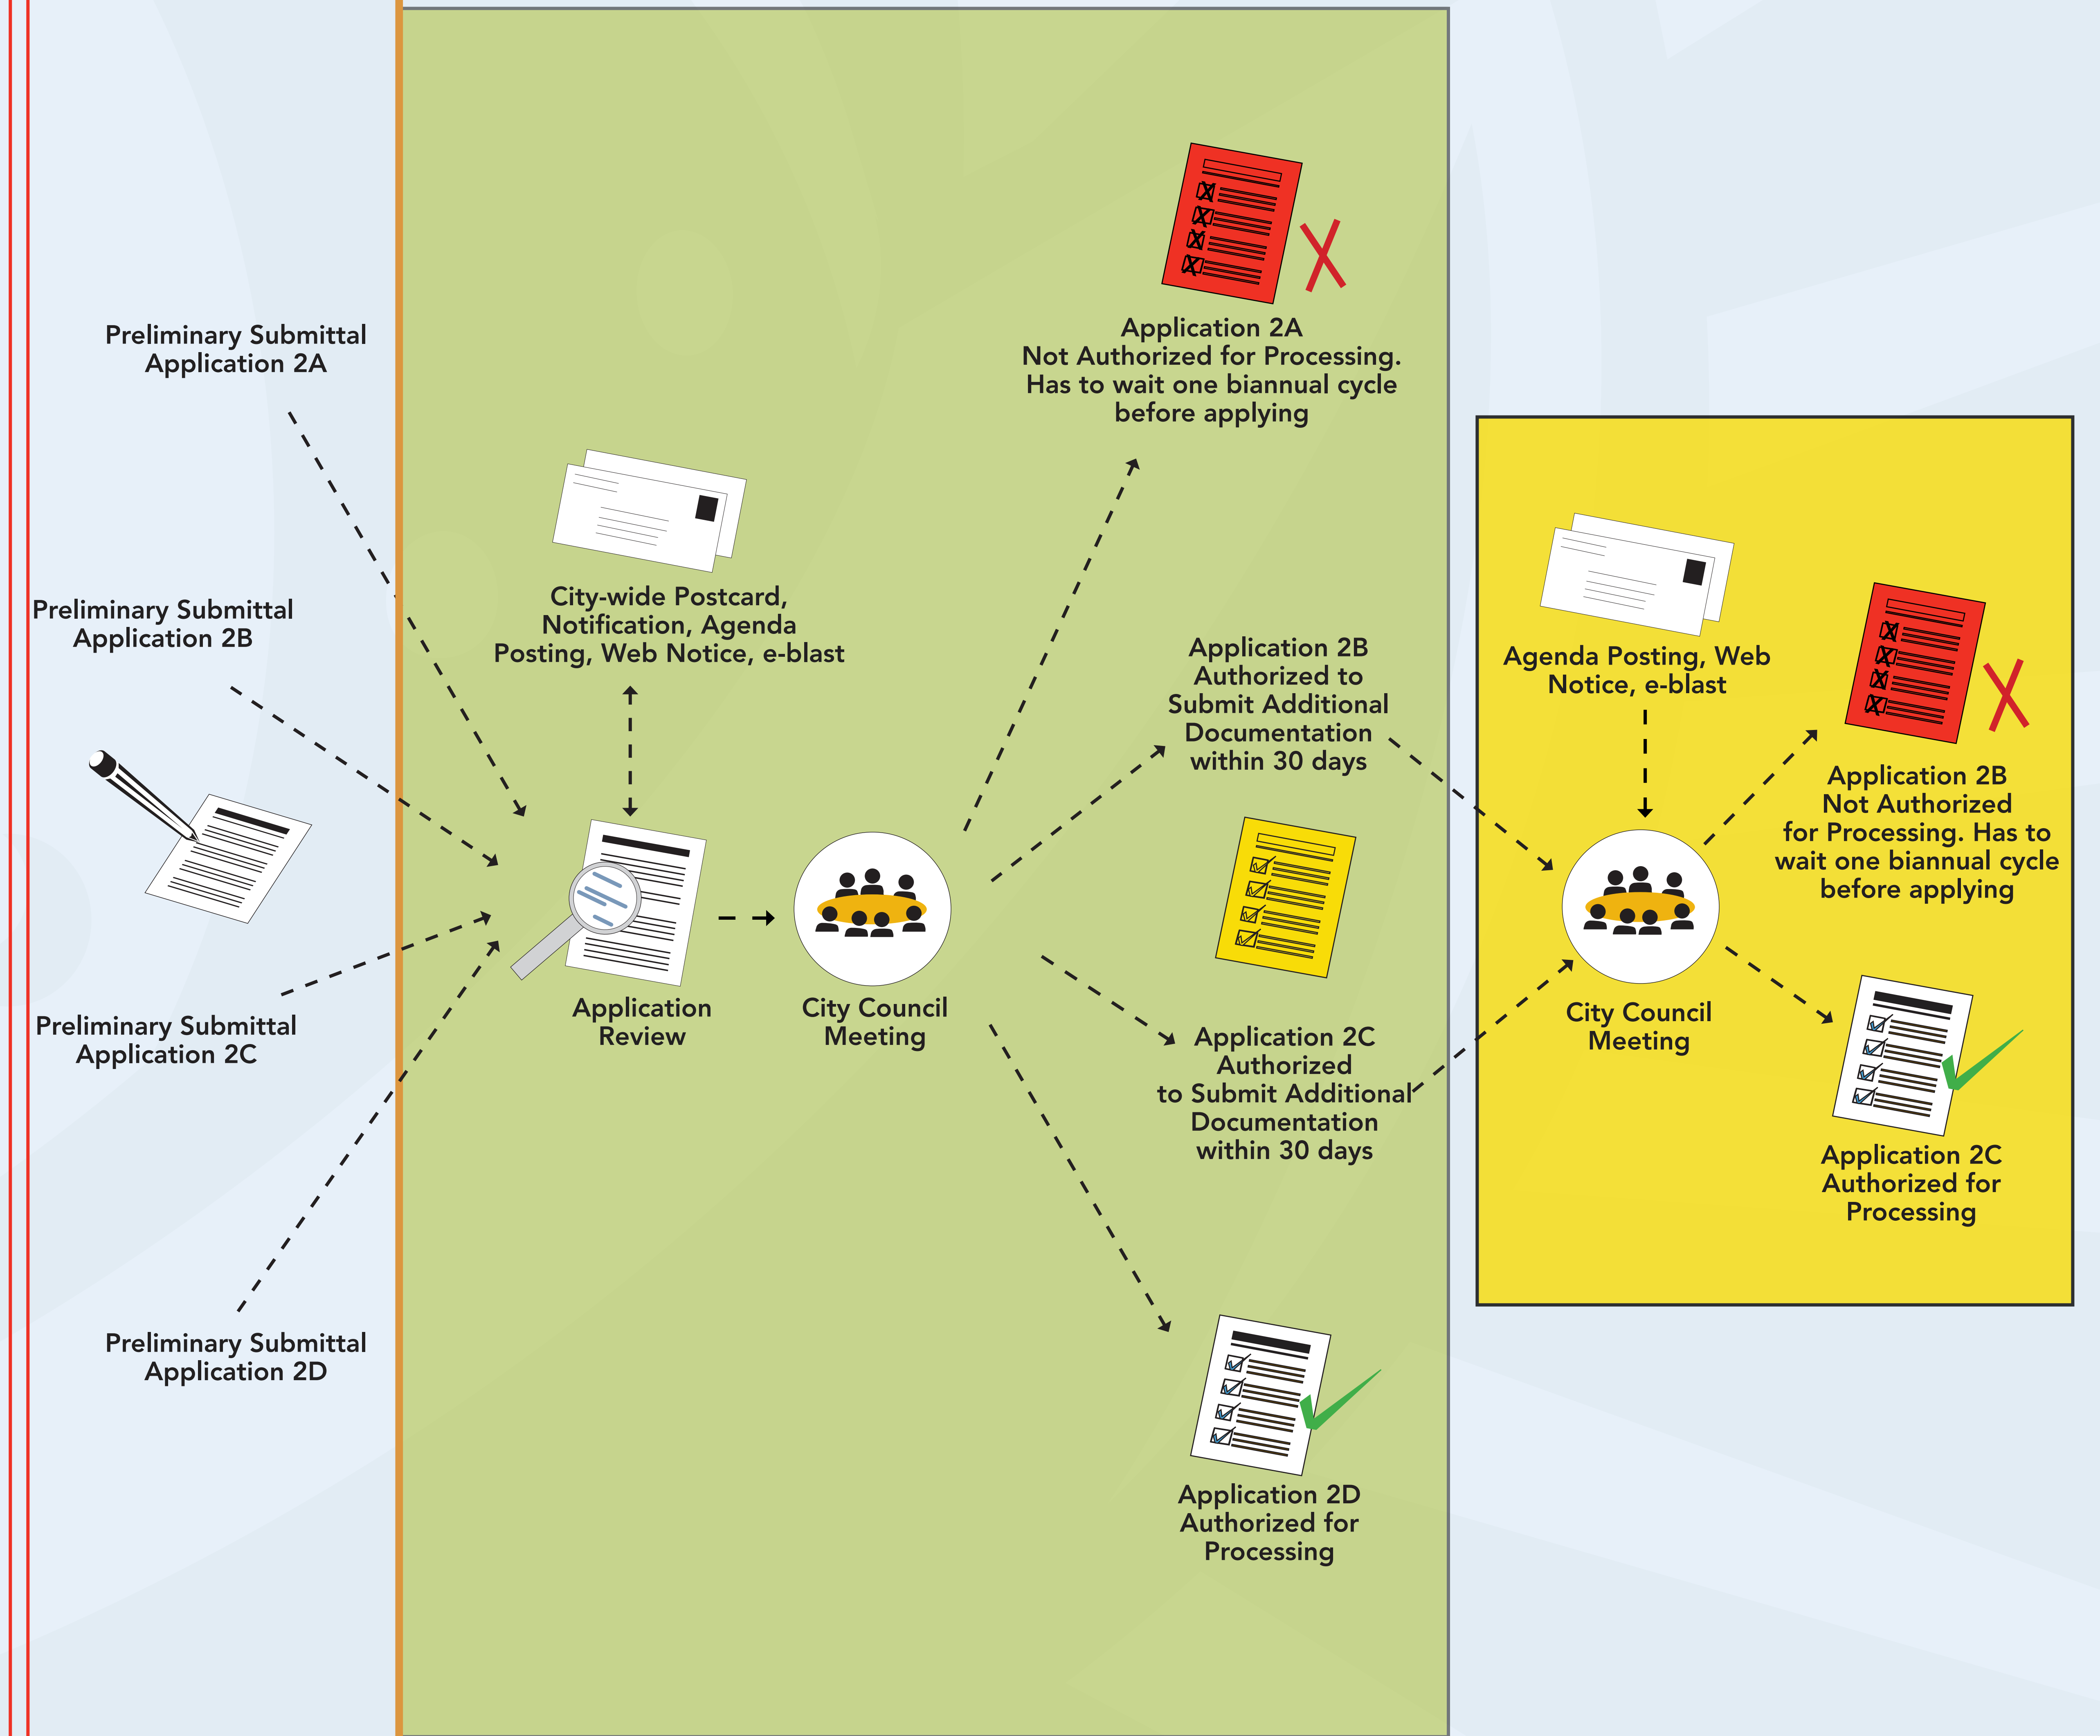 Preliminary Submittal
Application 2A
Preliminary Submittal
Application 2B
Preliminary Submittal
Application 2C
Preliminary Submittal
Application 2D
City-wide Postcard,
Notification, Agenda
Posting, Web Notice, e-blast
Application
Review
City Council
Meeting
Application 2A
Not Authorized for Processing.
Has to wait one biannual cycle
before applying
Application 2B
Authorized to
Submit Additional
Documentation
within 30 days
Application 2C
Authorized
to Submit Additional
Documentation
within 30 days
Application 2D
Authorized for
Processing
Agenda Posting, Web
Notice, e-blast
City Council
Meeting
Application 2B
Not Authorized
for Processing. Has to
wait one biannual cycle
before applying
Application 2C
Authorized for
Processing